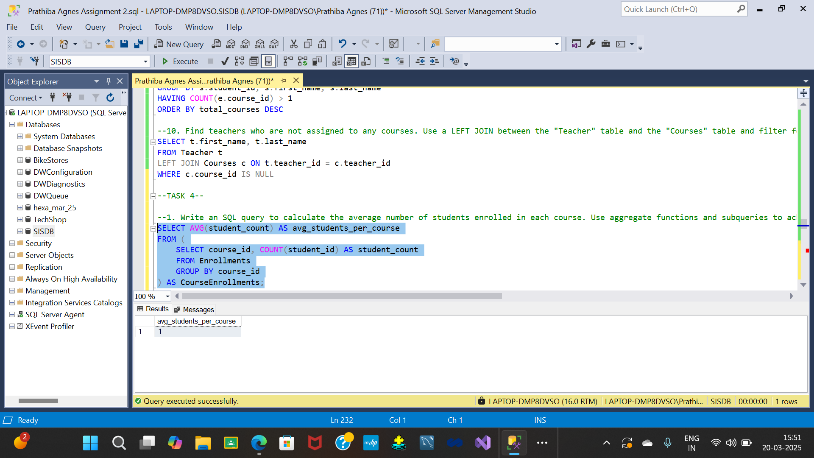 Prathiba Agnes Assignment 2.sql - LAPTOP-DMP8DVSO.SISDB (LAPTOP-DMP8DVSO\Prathiba Agnes (71))* - Microsoft SQL Server Management Studio
Quick Launch (Ctrl+Q)
File Edit View Query Project Tools Window Help
New Query
SISDB
Execute
Object Explorer
Prathiba Agnes Assi...rathiba Agnes (71))*
Connect
LAPTOP-DMP8DVSO (SQL Serve
Databases
System Databases
Database Snapshots
BikeStores
DWConfiguration
DWDiagnostics
DWQueue
hexa_mar_25
TechShop
SISDB
Security
Server Objects
Replication
Always On High Availability
Management
Integration Services Catalogs
SQL Server Agent
XEvent Profiler
GROUP BY s.student_id, s.first_name, s.last_name
HAVING COUNT(e.course_id) > 1
ORDER BY total_courses DESC
--10. Find teachers who are not assigned to any courses. Use a LEFT JOIN between the "Teacher" table and the "Courses" table and filter f
SELECT t.first_name, t.last_name
FROM Teacher t
LEFT JOIN Courses c ON t.teacher_id = c.teacher_id
WHERE c.course_id IS NULL
--TASK 4--
--1. Write an SQL query to calculate the average number of students enrolled in each course. Use aggregate functions and subqueries to ac
SELECT AVG(student_count) AS avg_students_per_course
FROM (
SELECT course_id, COUNT(student_id) AS student_count
FROM Enrollments
GROUP BY course_id
) AS CourseEnrollments;
100 %
Results Messages
avg_students_per_course
1 1
Query executed successfully.
LAPTOP-DMP8DVSO (16.0 RTM) LAPTOP-DMP8DVSO\Prathi... SISDB 00:00:00 1 rows
Ready Ln 232 Col 1 Ch 1 INS
2
ENG
IN
15:51
20-03-2025